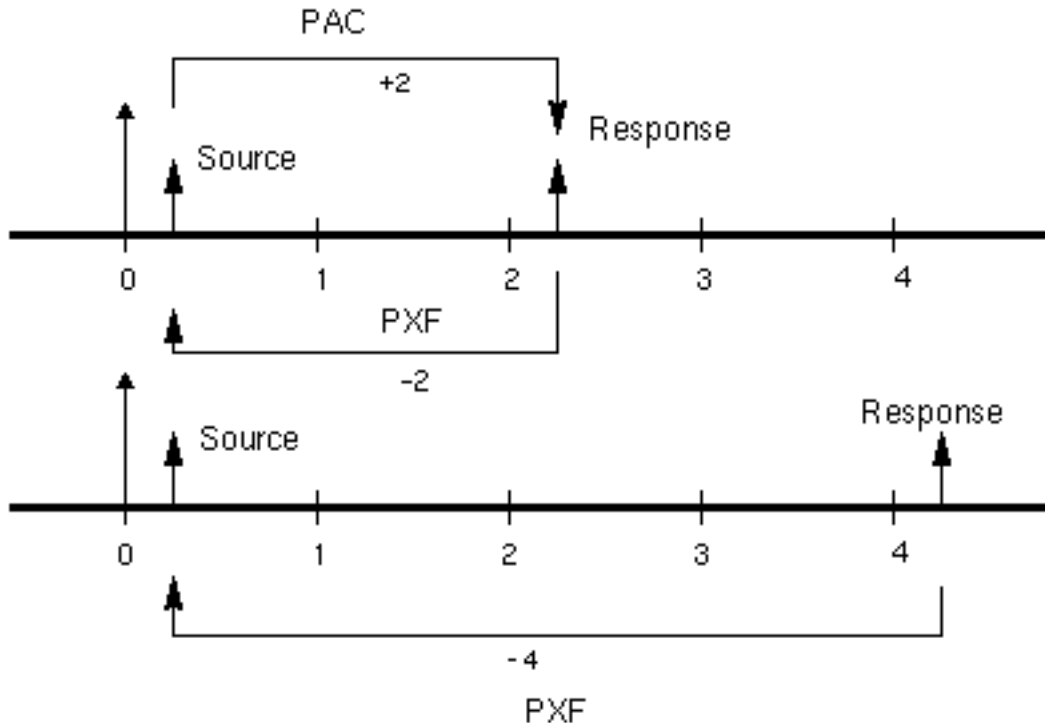 PAC
+2
Response
Source
0 1 2 3 4
PXF
-2
Response
Source
0 1 2 3 4
-4
PXF